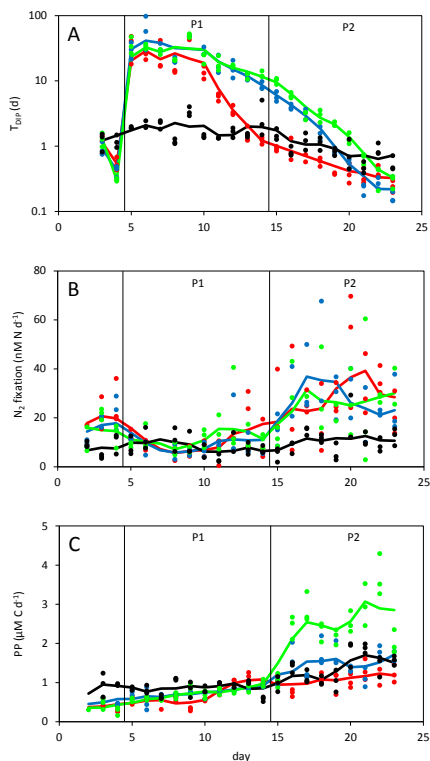 A
P1
P2
100
10
1
0.1
T_DIP (d)
0 5 10 15 20 25
B
P1
P2
80
60
40
20
0
N₂ fixation (nM N d⁻¹)
0 5 10 15 20 25
C
P1
P2
5
4
3
2
1
0
PP (μM C d⁻¹)
0 5 10 15 20 25
day